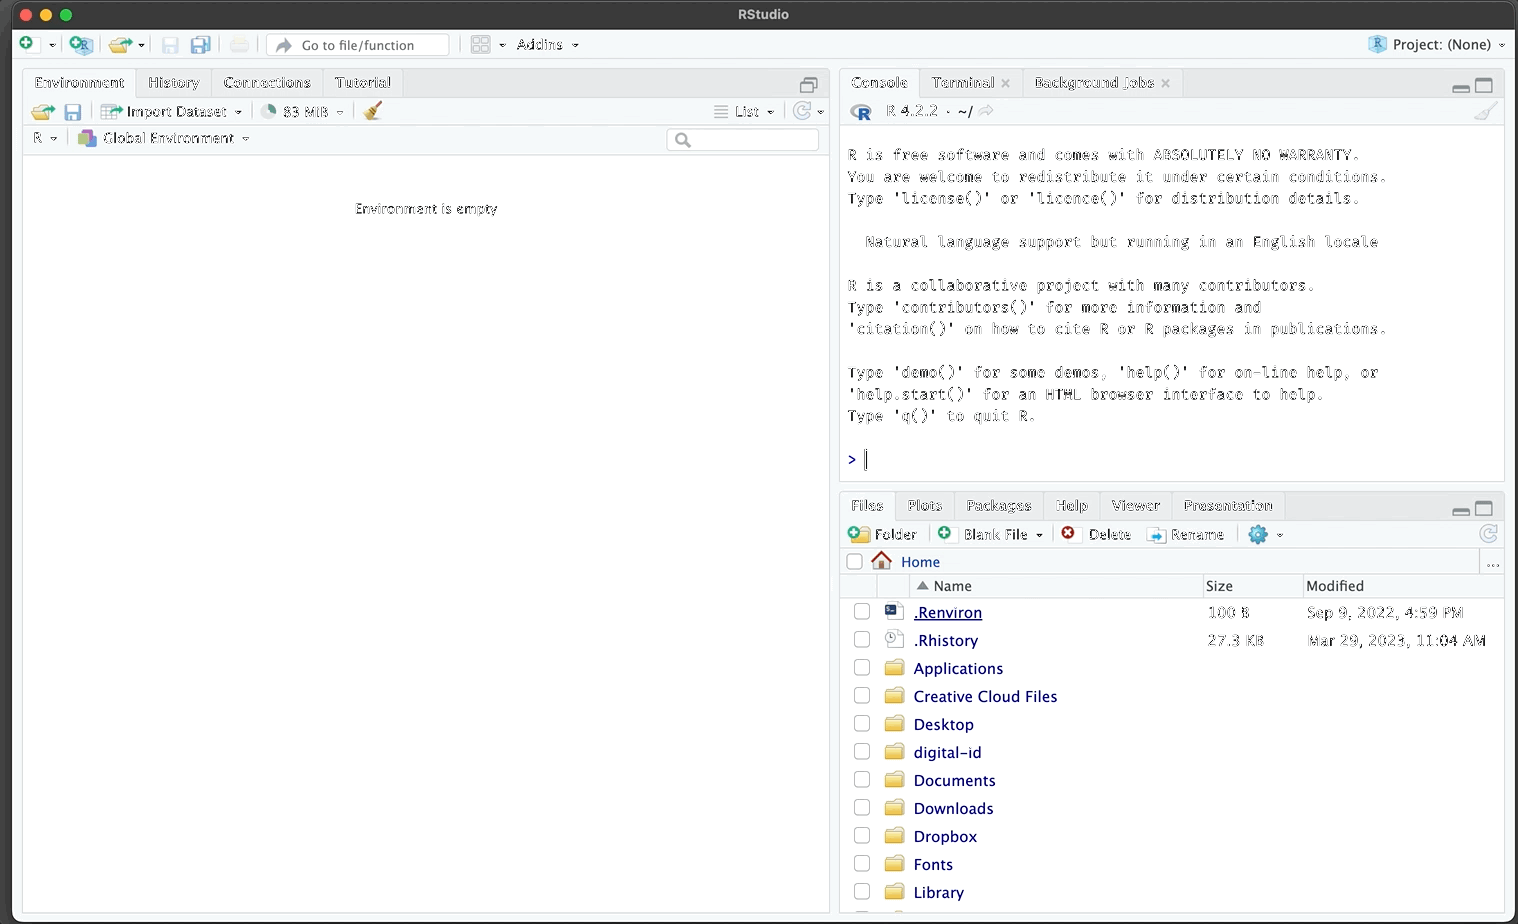 RStudio
Go to file/function
Addins
Project: (None)
Environment History Connections Tutorial
Import Dataset
83 MiB
List
R
Global Environment
Environment is empty
Console Terminal Background Jobs
R 4.2.2 · ~/
R is free software and comes with ABSOLUTELY NO WARRANTY.
You are welcome to redistribute it under certain conditions.
Type 'license()' or 'licence()' for distribution details.
Natural language support but running in an English locale
R is a collaborative project with many contributors.
Type 'contributors()' for more information and
'citation()' on how to cite R or R packages in publications.
Type 'demo()' for some demos, 'help()' for on-line help, or
'help.start()' for an HTML browser interface to help.
Type 'q()' to quit R.
>
Files Plots Packages Help Viewer Presentation
Folder Blank File Delete Rename
Home ...
Name Size Modified
.Renviron 100 B Sep 9, 2022, 4:59 PM
.Rhistory 27.3 KB Mar 29, 2023, 11:04 AM
Applications
Creative Cloud Files
Desktop
digital-id
Documents
Downloads
Dropbox
Fonts
Library